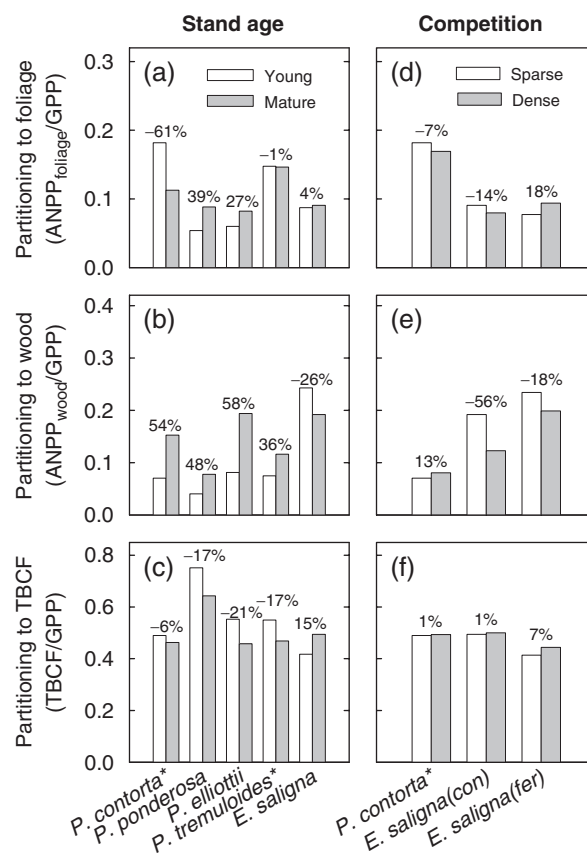 Stand age
Competition
(a)
Young
Mature
Partitioning to foliage
(ANPPfoliage/GPP)
0.3
0.2
0.1
0.0
−61%
39%
27%
−1%
4%
(d)
Sparse
Dense
−7%
−14%
18%
(b)
Partitioning to wood
(ANPPwood/GPP)
0.4
0.3
0.2
0.1
0.0
54%
48%
58%
36%
−26%
(e)
13%
−56%
−18%
(c)
Partitioning to TBCF
(TBCF/GPP)
0.8
0.6
0.4
0.2
0.0
−6%
−17%
−21%
−17%
15%
(f)
1%
1%
7%
P. contorta*
P. ponderosa
P. elliottii
P. tremuloides*
E. saligna
P. contorta*
E. saligna(con)
E. saligna(fer)